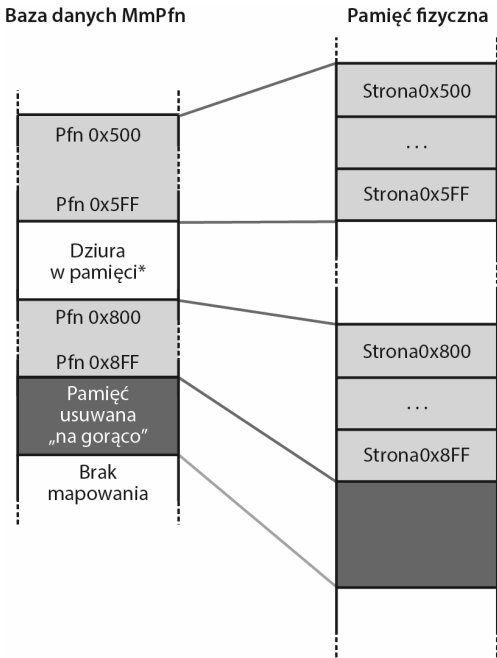 Baza danych MmPfn
Pfn 0x500
Pfn 0x5FF
Dziura
w pamięci*
Pfn 0x800
Pfn 0x8FF
Pamięć
usuwana
„na gorąco”
Brak
mapowania
Pamięć fizyczna
Strona0x500
...
Strona0x5FF
Strona0x800
...
Strona0x8FF